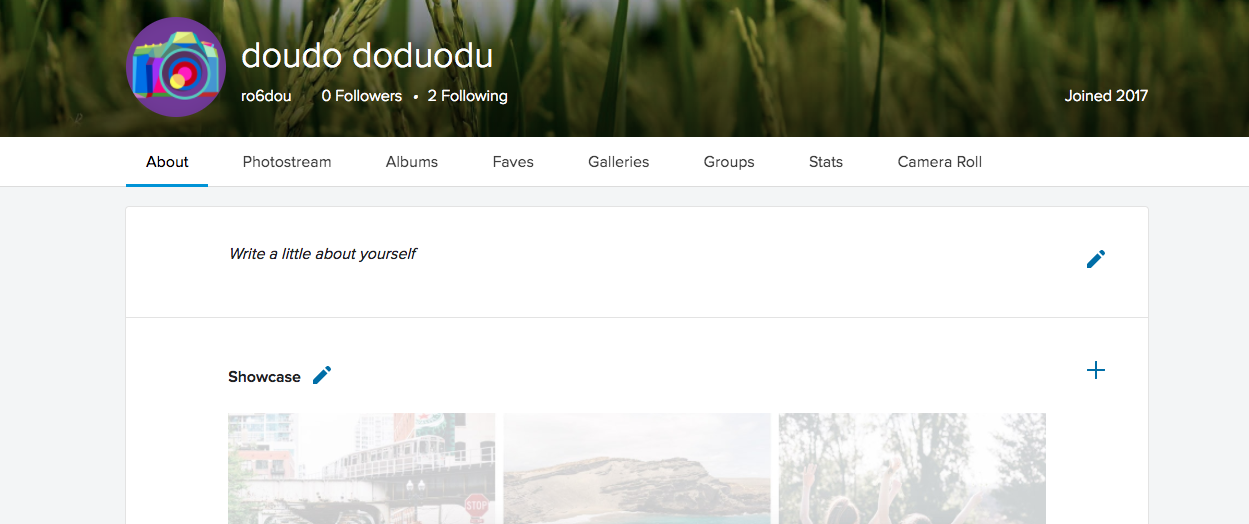 doudo doduodu
ro6dou 0 Followers • 2 Following
Joined 2017
About Photostream Albums Faves Galleries Groups Stats Camera Roll
Write a little about yourself
Showcase
STOP